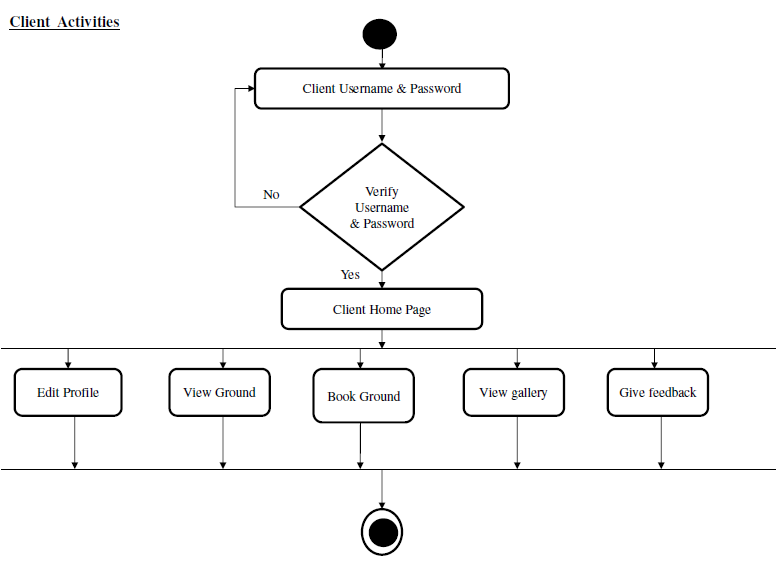 Client Activities
Client Username & Password
Verify
Username
& Password
No
Yes
Client Home Page
Edit Profile
View Ground
Book Ground
View gallery
Give feedback